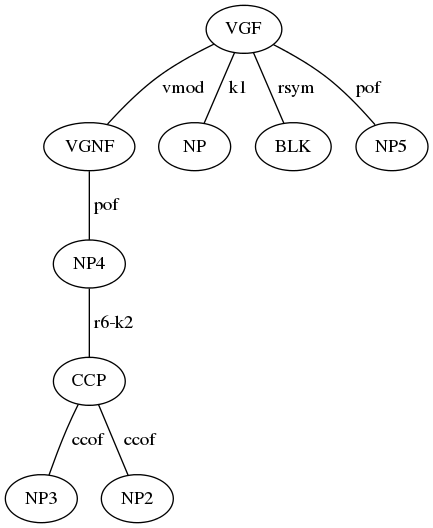 VGF
vmod k1 rsym pof
VGNF NP BLK NP5
pof
NP4
r6-k2
CCP
ccof ccof
NP3 NP2